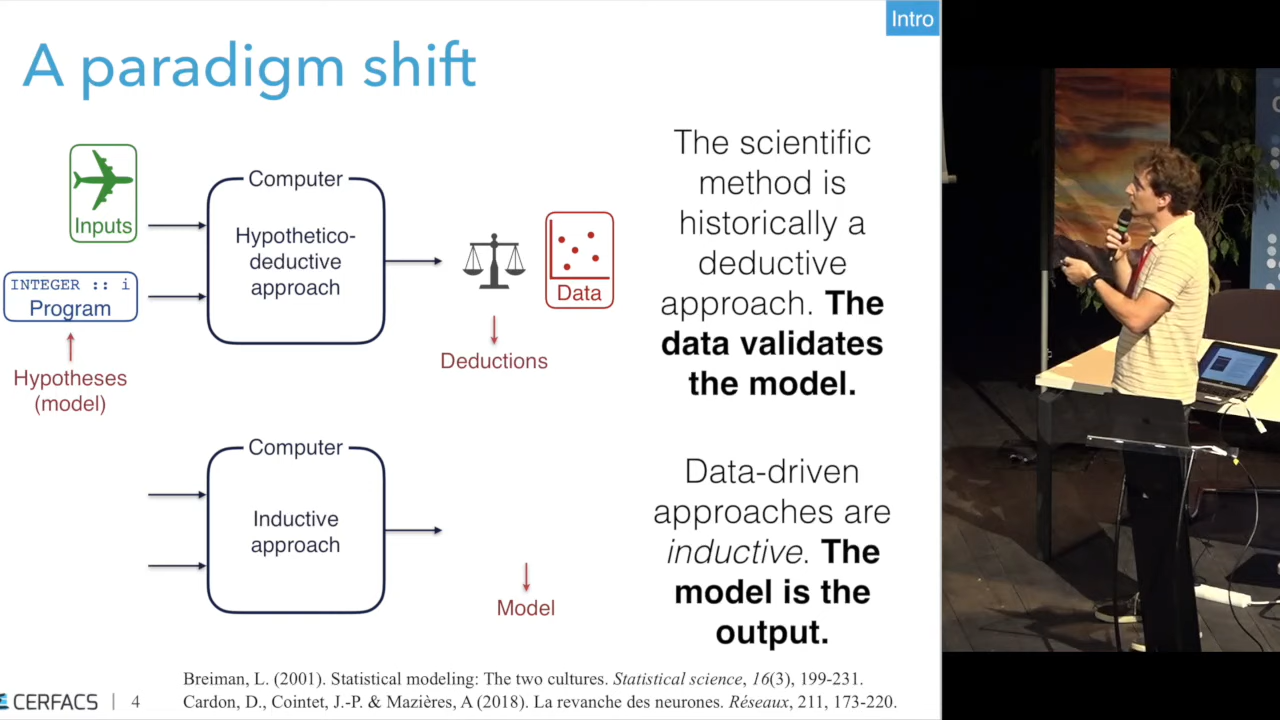 Intro
A paradigm shift
Computer
Inputs
Hypothetico-
deductive
approach
INTEGER :: i
Program
Data
Hypotheses
(model)
Deductions
The scientific
method is
historically a
deductive
approach. The
data validates
the model.
Computer
Inductive
approach
Model
Data-driven
approaches are
inductive. The
model is the
output.
Breiman, L. (2001). Statistical modeling: The two cultures. Statistical science, 16(3), 199-231.
Cardon, D., Cointet, J.-P. & Mazières, A (2018). La revanche des neurones. Réseaux, 211, 173-220.
CERFACS | 4